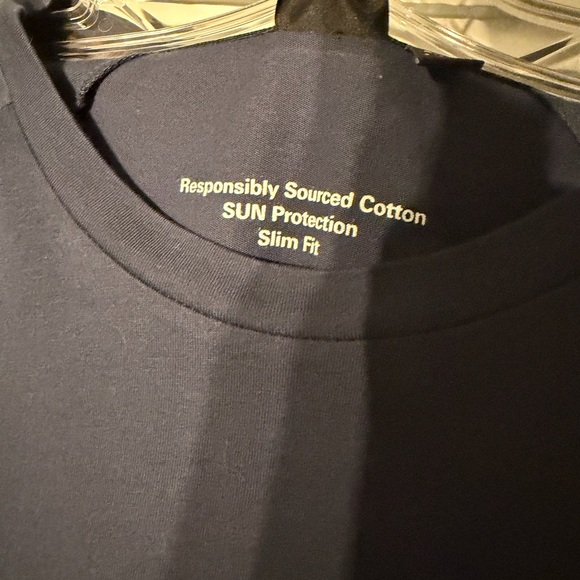 Responsibly Sourced Cotton
SUN Protection
Slim Fit